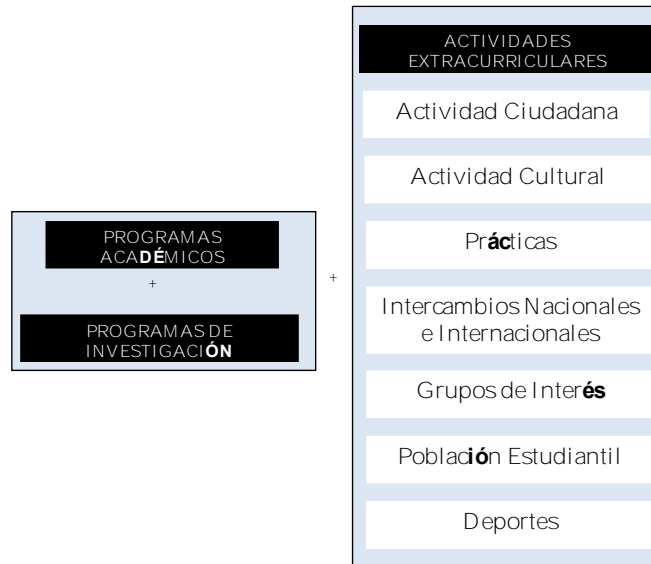 PROGRAMAS
ACADÉMICOS
+
PROGRAMAS DE
INVESTIGACIÓN
+
ACTIVIDADES
EXTRACURRICULARES
Actividad Ciudadana
Actividad Cultural
Prácticas
Intercambios Nacionales
e Internacionales
Grupos de Interés
Población Estudiantil
Deportes